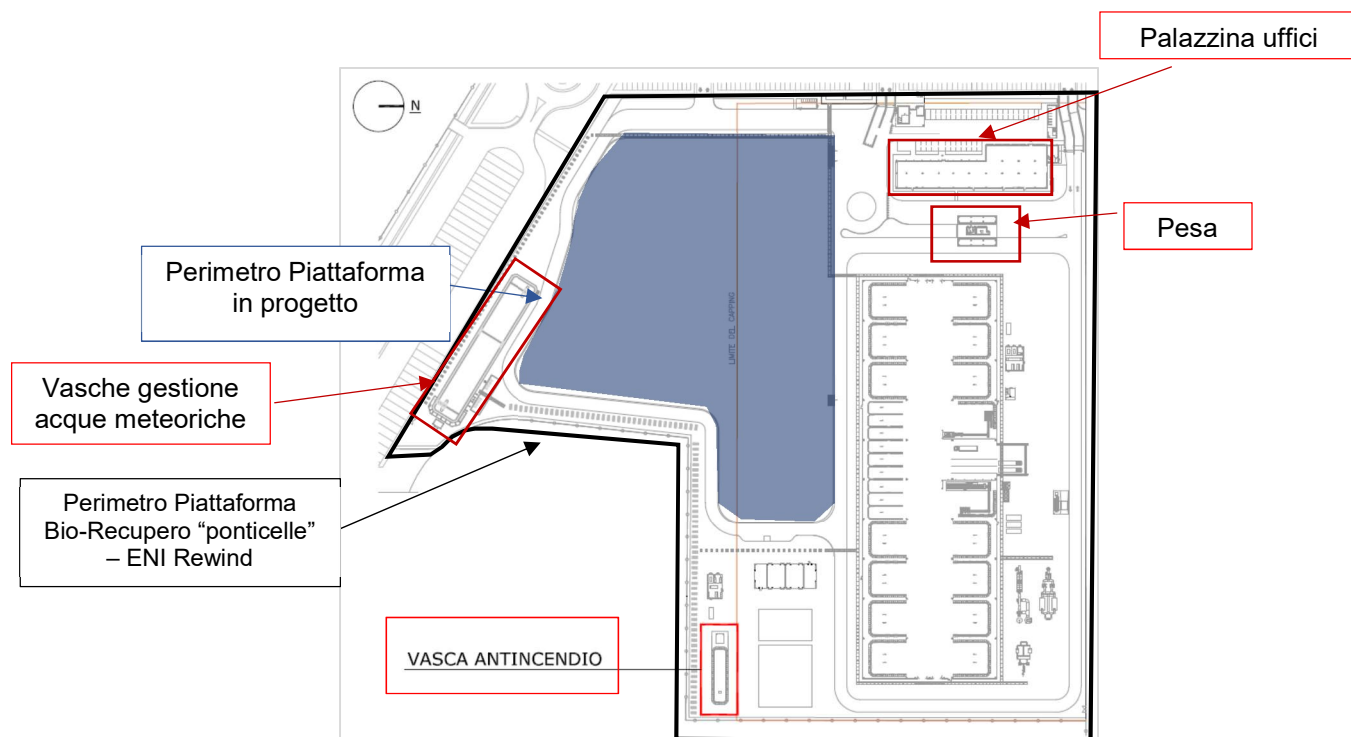 Palazzina uffici
N
Pesa
Perimetro Piattaforma
in progetto
LIMITE DEL CAPPING
Vasche gestione
acque meteoriche
Perimetro Piattaforma
Bio-Recupero “ponticelle”
– ENI Rewind
VASCA ANTINCENDIO